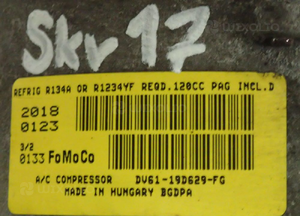 Skv 17
REFRIG R134A OR R1234YF REQD.120CC PAG INCL.D
2018
0123
3/2
0133 FoMoCo
A/C COMPRESSOR DV61-19D629-FG
MADE IN HUNGARY BGDPA